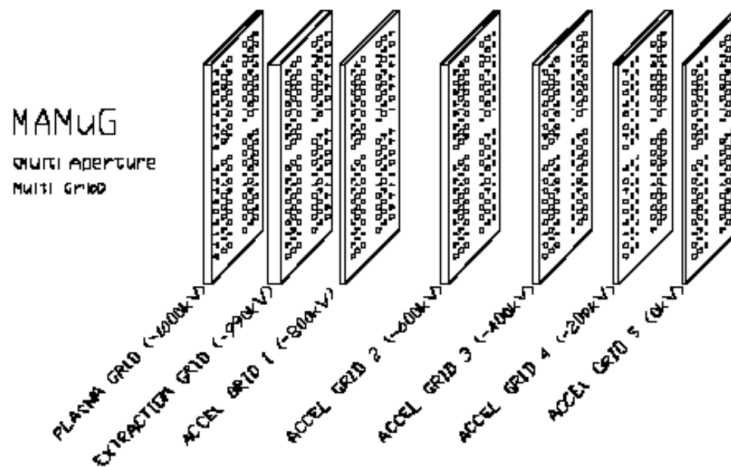 MAMuG
Multi Aperture
Multi GriD
PLASMA GRID (-1000kV)
EXTRACTION GRID (-990kV)
ACCEL GRID 1 (-800kV)
ACCEL GRID 2 (-600kV)
ACCEL GRID 3 (-400kV)
ACCEL GRID 4 (-200kV)
ACCEL GRID 5 (0kV)